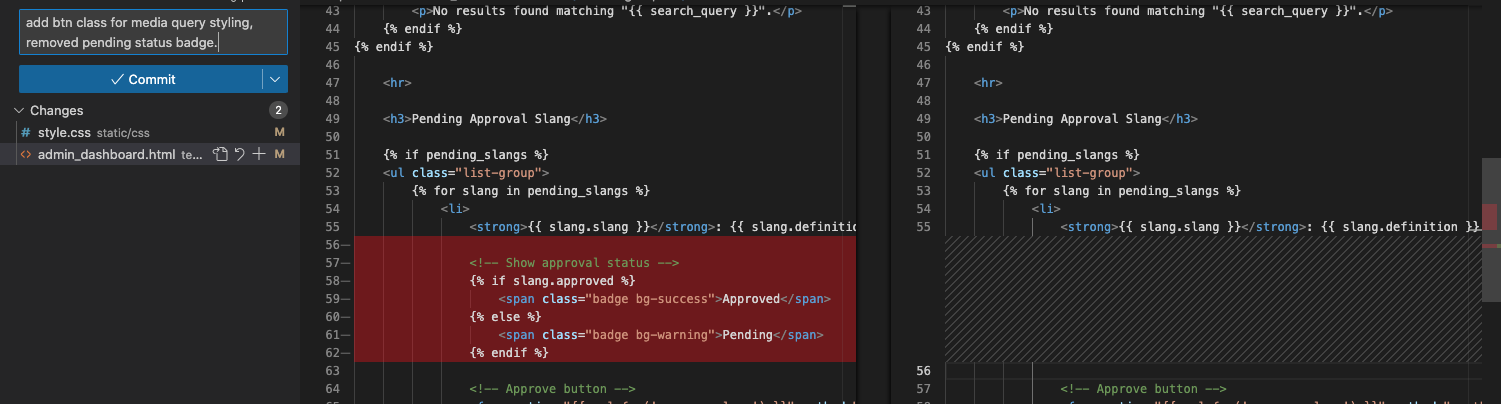 add btn class for media query styling,
removed pending status badge.
Commit
Changes 2
# style.css static/css M
<> admin_dashboard.html te... M
43 <p>No results found matching "{{ search_query }}".</p>
44 {% endif %}
45 {% endif %}
46
47 <hr>
48
49 <h3>Pending Approval Slang</h3>
50
51 {% if pending_slangs %}
52 <ul class="list-group">
53 {% for slang in pending_slangs %}
54 <li>
55 <strong>{{ slang.slang }}</strong>: {{ slang.definitio
56—
57— <!-- Show approval status -->
58— {% if slang.approved %}
59— <span class="badge bg-success">Approved</span>
60— {% else %}
61— <span class="badge bg-warning">Pending</span>
62— {% endif %}
63
64 <!-- Approve button -->
43 <p>No results found matching "{{ search_query }}".</p>
44 {% endif %}
45 {% endif %}
46
47 <hr>
48
49 <h3>Pending Approval Slang</h3>
50
51 {% if pending_slangs %}
52 <ul class="list-group">
53 {% for slang in pending_slangs %}
54 <li>
55 <strong>{{ slang.slang }}</strong>: {{ slang.definition }}
56
57 <!-- Approve button -->